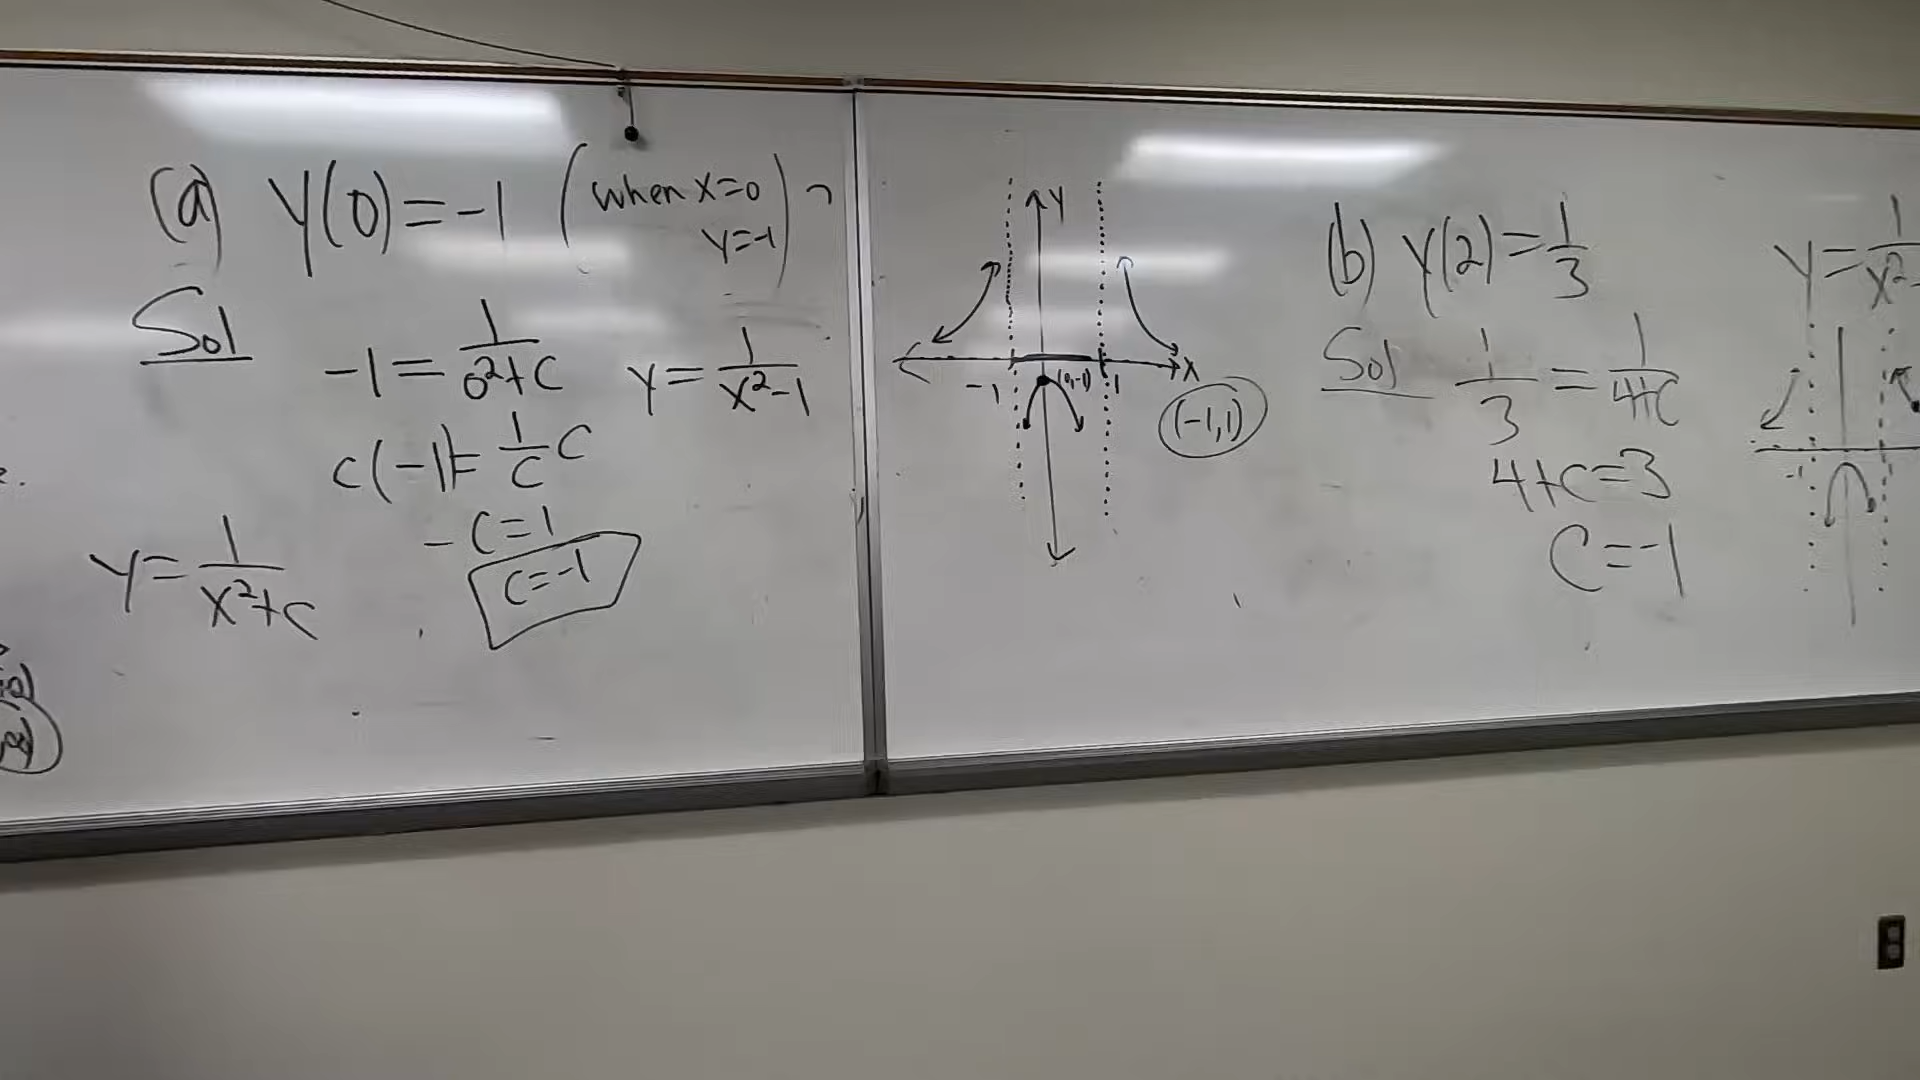 (a) y(0) = -1 (when x=0
y=-1)
Sol
-1 = 1/(0²+c)
c(-1) = 1/c c
-c = 1
c = -1
y = 1/(x²+c)
y = 1/(x²-1)
y
x
-1
(0,-1)
1
(-1,1)
(b) y(2) = 1/3
Sol
1/3 = 1/(4+c)
4+c=3
c = -1
y = 1/x²-
-1
1